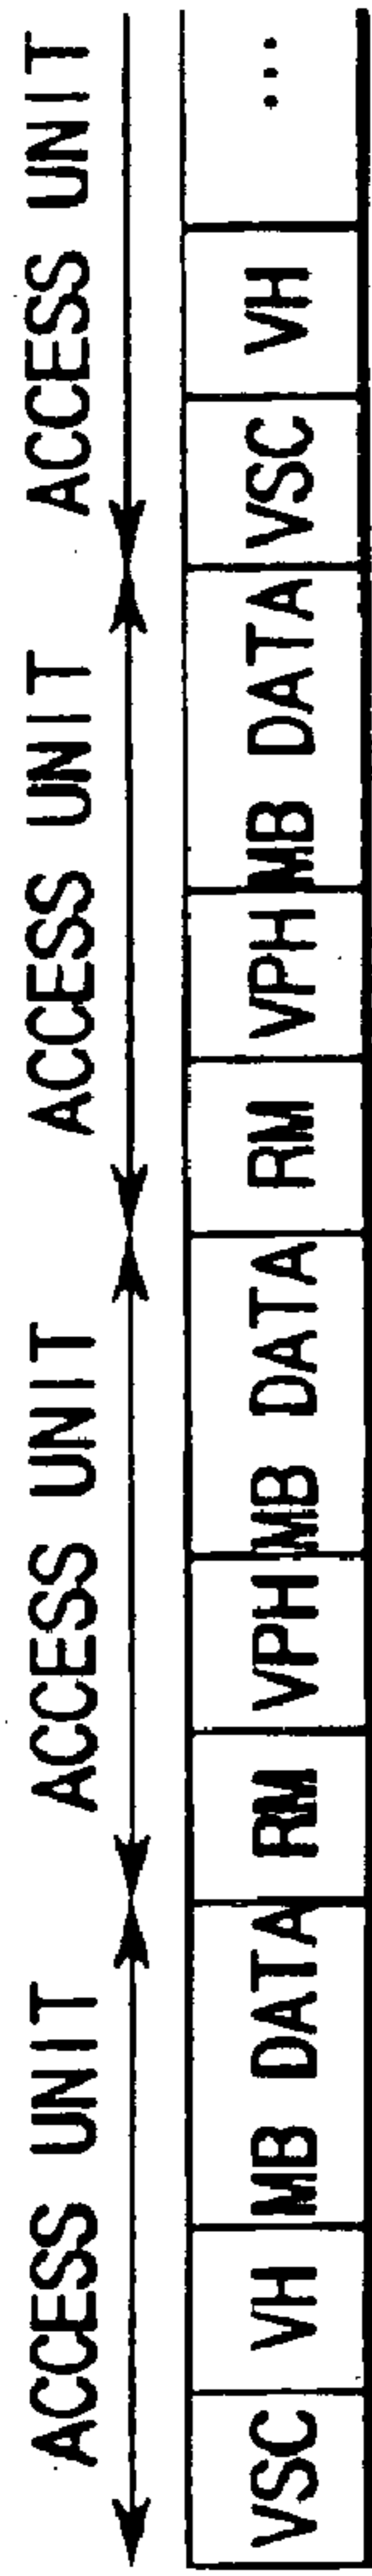 ACCESS UNIT ACCESS UNIT ACCESS UNIT ACCESS UNIT
VSC VH MB DATA RM VPH MB DATA RM VPH MB DATA VSC VH ...